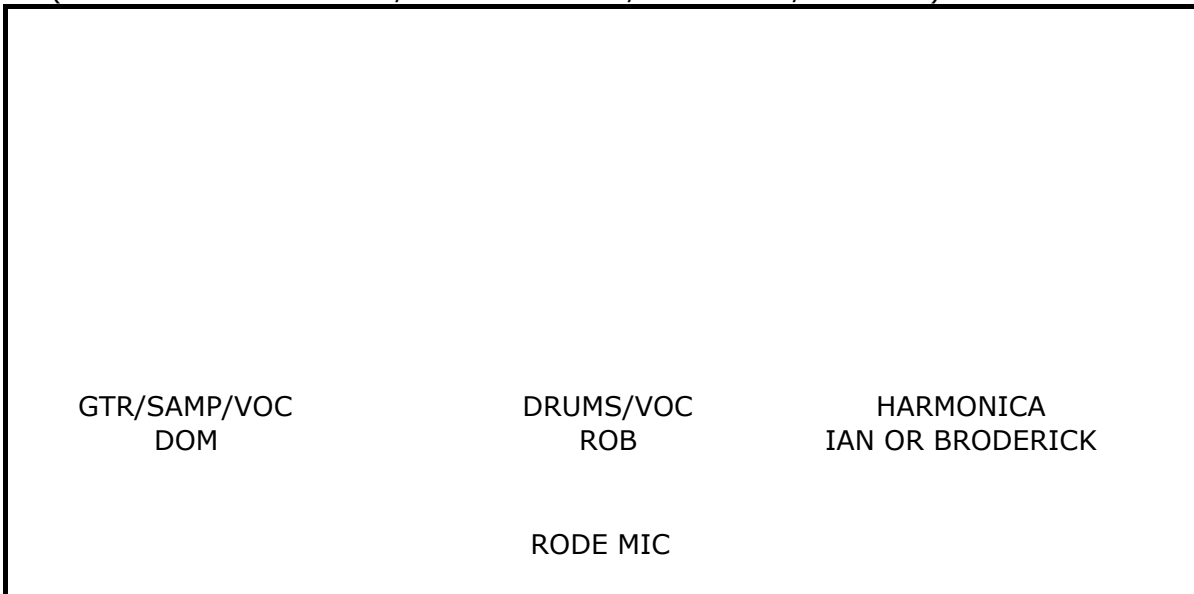 GTR/SAMP/VOC DRUMS/VOC HARMONICA
DOM ROB IAN OR BRODERICK
RODE MIC